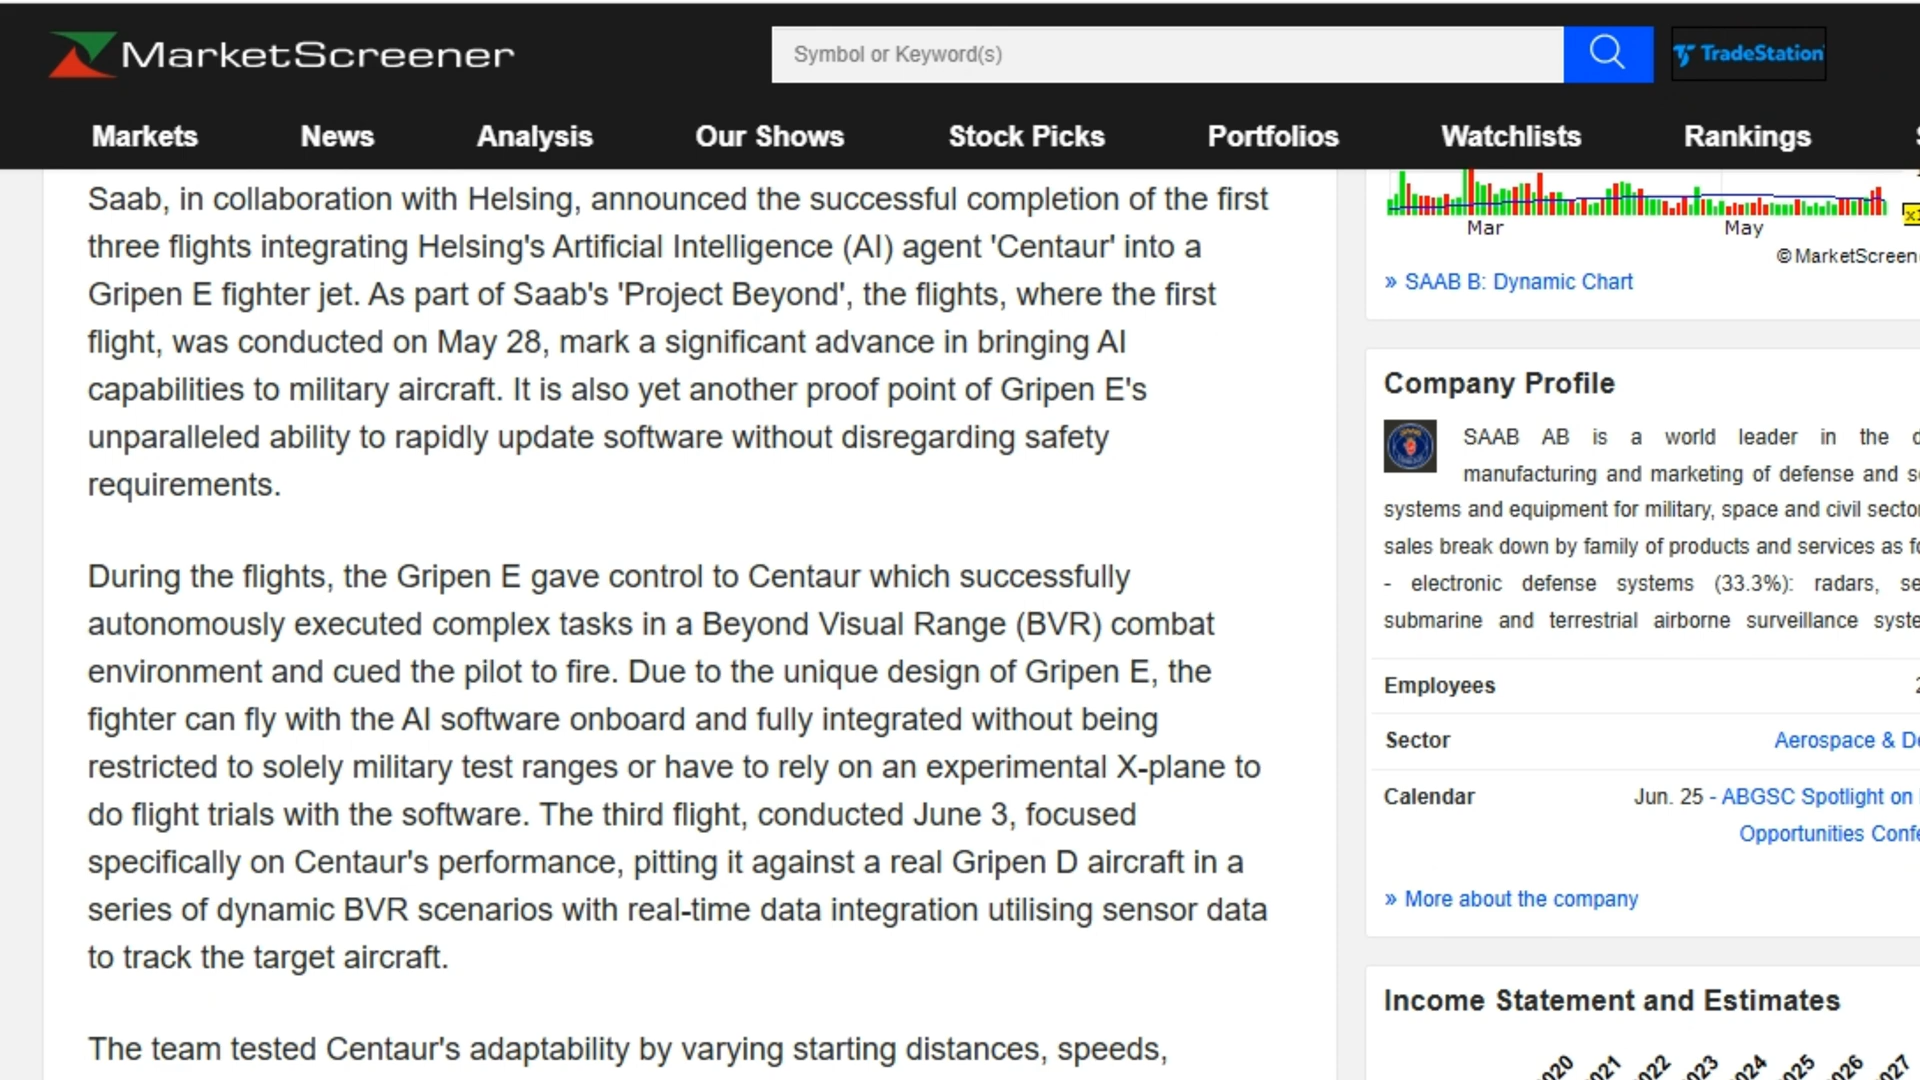 MarketScreener
Symbol or Keyword(s)
TradeStation
Markets News Analysis Our Shows Stock Picks Portfolios Watchlists Rankings
Saab, in collaboration with Helsing, announced the successful completion of the first
three flights integrating Helsing's Artificial Intelligence (AI) agent 'Centaur' into a
Gripen E fighter jet. As part of Saab's 'Project Beyond', the flights, where the first
flight, was conducted on May 28, mark a significant advance in bringing AI
capabilities to military aircraft. It is also yet another proof point of Gripen E's
unparalleled ability to rapidly update software without disregarding safety
requirements.
During the flights, the Gripen E gave control to Centaur which successfully
autonomously executed complex tasks in a Beyond Visual Range (BVR) combat
environment and cued the pilot to fire. Due to the unique design of Gripen E, the
fighter can fly with the AI software onboard and fully integrated without being
restricted to solely military test ranges or have to rely on an experimental X-plane to
do flight trials with the software. The third flight, conducted June 3, focused
specifically on Centaur's performance, pitting it against a real Gripen D aircraft in a
series of dynamic BVR scenarios with real-time data integration utilising sensor data
to track the target aircraft.
The team tested Centaur's adaptability by varying starting distances, speeds,
Mar May
©MarketScreen
» SAAB B: Dynamic Chart
Company Profile
SAAB AB is a world leader in the
manufacturing and marketing of defense and
systems and equipment for military, space and civil
sales break down by family of products and services as
- electronic defense systems (33.3%): radars,
submarine and terrestrial airborne surveillance
Employees
Sector Aerospace &
Calendar Jun. 25 - ABGSC Spotlight on
Opportunities
» More about the company
Income Statement and Estimates